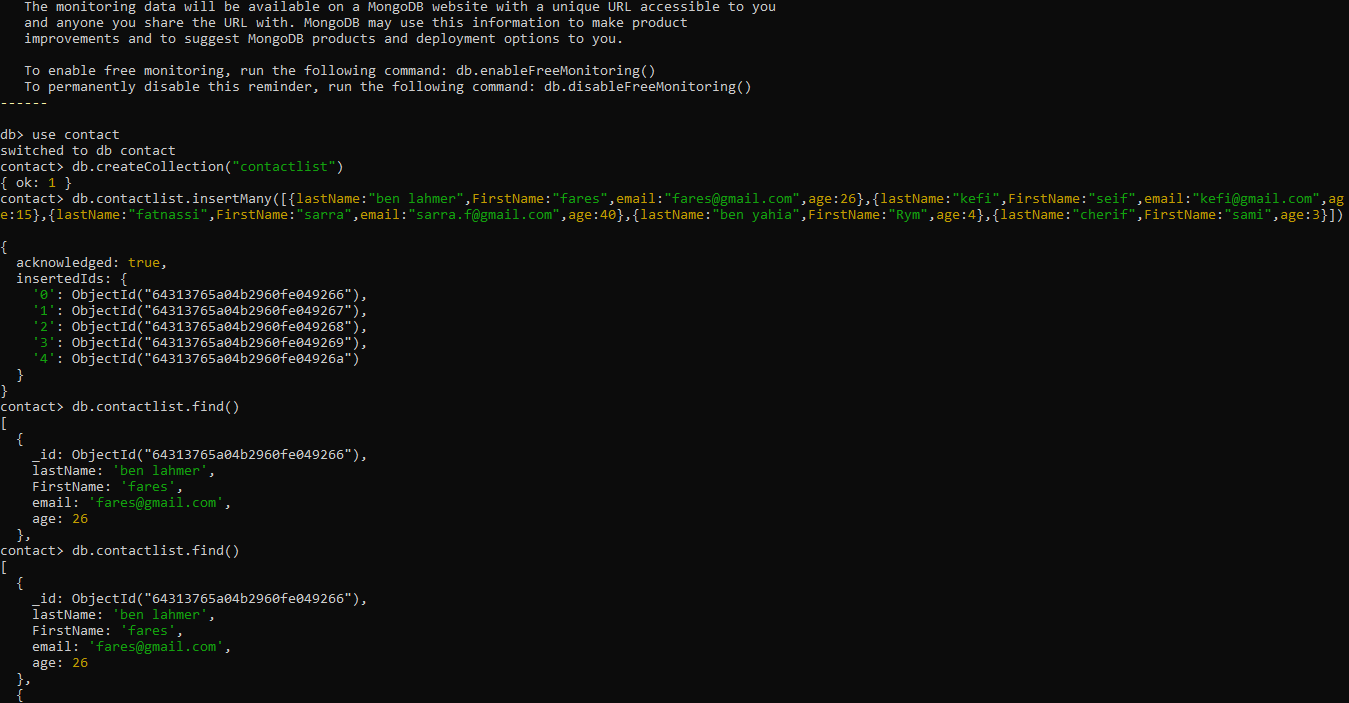 The monitoring data will be available on a MongoDB website with a unique URL accessible to you
and anyone you share the URL with. MongoDB may use this information to make product
improvements and to suggest MongoDB products and deployment options to you.
To enable free monitoring, run the following command: db.enableFreeMonitoring()
To permanently disable this reminder, run the following command: db.disableFreeMonitoring()
------
db> use contact
switched to db contact
contact> db.createCollection("contactlist")
{ ok: 1 }
contact> db.contactlist.insertMany([{lastName:"ben lahmer",FirstName:"fares",email:"fares@gmail.com",age:26},{lastName:"kefi",FirstName:"seif",email:"kefi@gmail.com",ag
e:15},{lastName:"fatnassi",FirstName:"sarra",email:"sarra.f@gmail.com",age:40},{lastName:"ben yahia",FirstName:"Rym",age:4},{lastName:"cherif",FirstName:"sami",age:3}])
{
  acknowledged: true,
  insertedIds: {
    '0': ObjectId("64313765a04b2960fe049266"),
    '1': ObjectId("64313765a04b2960fe049267"),
    '2': ObjectId("64313765a04b2960fe049268"),
    '3': ObjectId("64313765a04b2960fe049269"),
    '4': ObjectId("64313765a04b2960fe04926a")
  }
}
contact> db.contactlist.find()
[
  {
    _id: ObjectId("64313765a04b2960fe049266"),
    lastName: 'ben lahmer',
    FirstName: 'fares',
    email: 'fares@gmail.com',
    age: 26
  },
contact> db.contactlist.find()
[
  {
    _id: ObjectId("64313765a04b2960fe049266"),
    lastName: 'ben lahmer',
    FirstName: 'fares',
    email: 'fares@gmail.com',
    age: 26
  },
  {